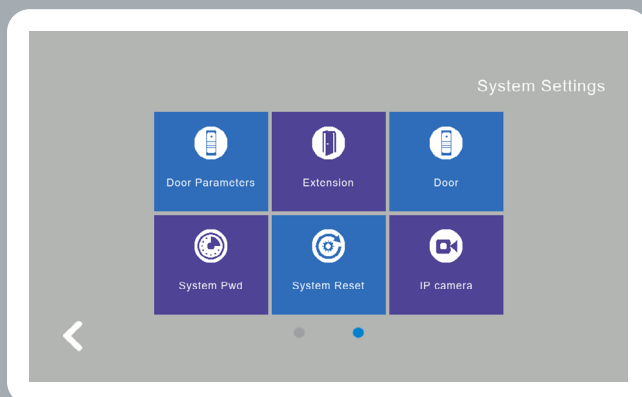 System Settings
Door Parameters
Extension
Door
System Pwd
System Reset
IP camera